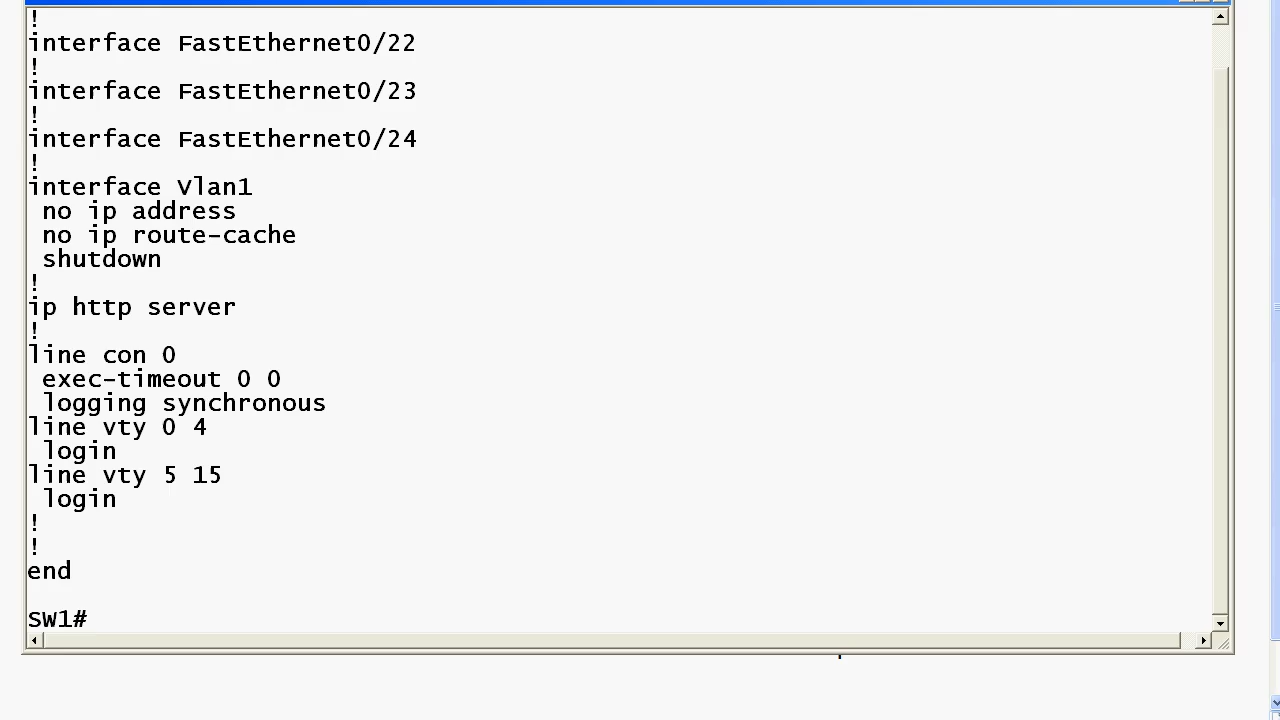 !
interface FastEthernet0/22
!
interface FastEthernet0/23
!
interface FastEthernet0/24
!
interface Vlan1
 no ip address
 no ip route-cache
 shutdown
!
ip http server
!
line con 0
 exec-timeout 0 0
 logging synchronous
line vty 0 4
 login
line vty 5 15
 login
!
!
end

SW1#